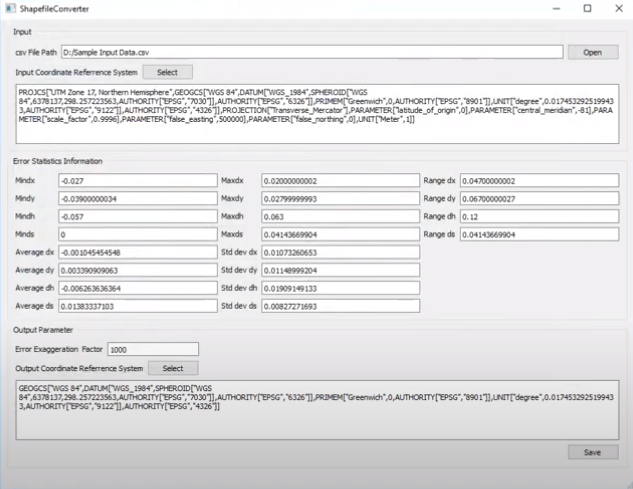 ShapefileConverter
Input
csv File Path D:/Sample Input Data.csv Open
Input Coordinate Referrence System Select
PROJCS["UTM Zone 17, Northern Hemisphere",GEOGCS["WGS 84",DATUM["WGS_1984",SPHEROID["WGS
84",6378137,298.257223563,AUTHORITY["EPSG","7030"]],AUTHORITY["EPSG","6326"]],PRIMEM["Greenwich",0,AUTHORITY["EPSG","8901"]],UNIT["degree",0.017453292519943
3,AUTHORITY["EPSG","9122"]],AUTHORITY["EPSG","4326"]],PROJECTION["Transverse_Mercator"],PARAMETER["latitude_of_origin",0],PARAMETER["central_meridian",-81],PARA
METER["scale_factor",0.9996],PARAMETER["false_easting",500000],PARAMETER["false_northing",0],UNIT["Meter",1]]
Error Statistics Information
Mindx -0.027 Maxdx 0.02000000002 Range dx 0.04700000002
Mindy -0.03900000034 Maxdy 0.02799999993 Range dy 0.06700000027
Mindh -0.057 Maxdh 0.063 Range dh 0.12
Minds 0 Maxds 0.04143669904 Range ds 0.04143669904
Average dx -0.001045454548 Std dev dx 0.01073260653
Average dy 0.003390909063 Std dev dy 0.01148999204
Average dh -0.006263636364 Std dev dh 0.01909149133
Average ds 0.01383337103 Std dev ds 0.00827271693
Output Parameter
Error Exaggeration Factor 1000
Output Coordinate Referrence System Select
GEOGCS["WGS 84",DATUM["WGS_1984",SPHEROID["WGS
84",6378137,298.257223563,AUTHORITY["EPSG","7030"]],AUTHORITY["EPSG","6326"]],PRIMEM["Greenwich",0,AUTHORITY["EPSG","8901"]],UNIT["degree",0.017453292519943
3,AUTHORITY["EPSG","9122"]],AUTHORITY["EPSG","4326"]]
Save